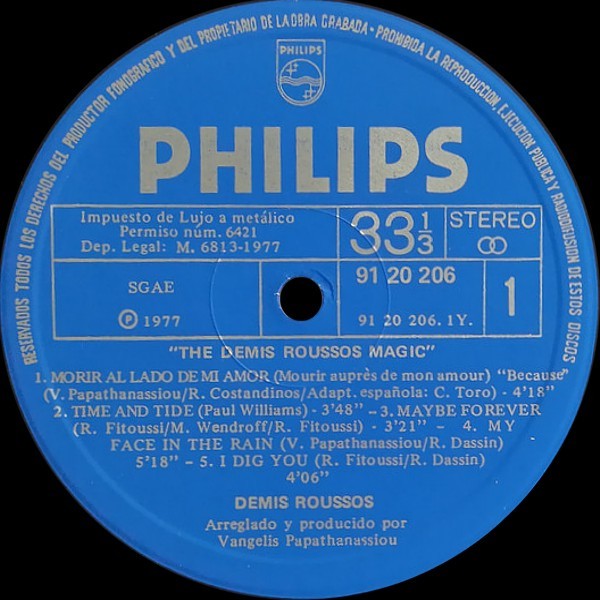 RESERVADOS TODOS LOS DERECHOS DEL PRODUCTOR FONOGRAFICO Y DEL PROPIETARIO DE LA OBRA GRABADA - PROHIBIDA LA REPRODUCCION, EJECUCION PUBLICA Y RADIODIFUSION DE ESTOS DISCOS
PHILIPS
PHILIPS
Impuesto de Lujo a metálico
Permiso núm. 6421
Dep. Legal: M. 6813-1977
33 1/3
STEREO
SGAE
℗ 1977
91 20 206
91 20 206. 1Y.
1
"THE DEMIS ROUSSOS MAGIC"
1. MORIR AL LADO DE MI AMOR (Mourir auprès de mon amour) "Because"
(V. Papathanassiou/R. Costandinos/Adapt. española: C. Toro) - 4'18"
2. TIME AND TIDE (Paul Williams) - 3'48" - 3. MAYBE FOREVER
(R. Fitoussi/M. Wendroff/R. Fitoussi) - 3'21" - 4. MY
FACE IN THE RAIN (V. Papathanassiou/R. Dassin)
5'18" - 5. I DIG YOU (R. Fitoussi/R. Dassin)
4'06"
DEMIS ROUSSOS
Arreglado y producido por
Vangelis Papathanassiou